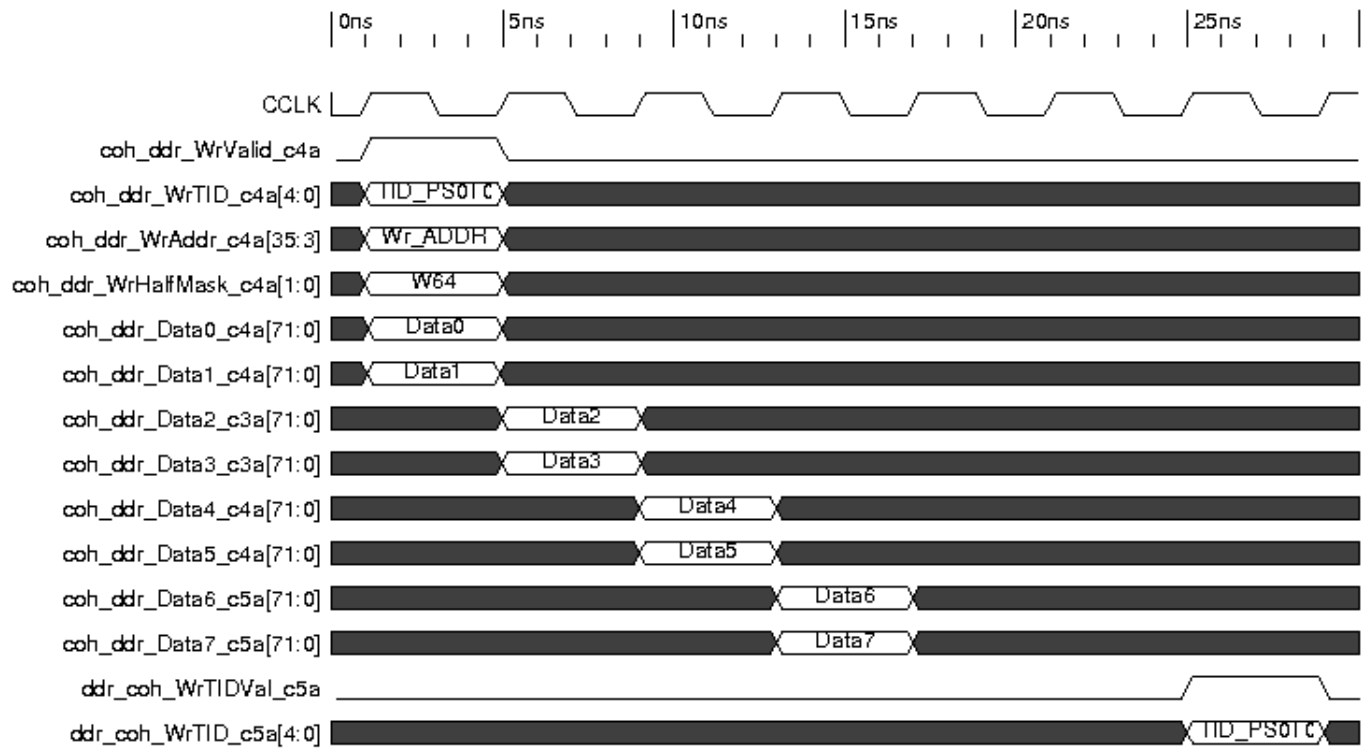 0ns 5ns 10ns 15ns 20ns 25ns
CCLK
coh_ddr_WrValid_c4a
coh_ddr_WrTID_c4a[4:0] TID_PS0TC
coh_ddr_WrAddr_c4a[35:3] Wr_ADDR
coh_ddr_WrHalfMask_c4a[1:0] W64
coh_ddr_Data0_c4a[71:0] Data0
coh_ddr_Data1_c4a[71:0] Data1
coh_ddr_Data2_c3a[71:0] Data2
coh_ddr_Data3_c3a[71:0] Data3
coh_ddr_Data4_c4a[71:0] Data4
coh_ddr_Data5_c4a[71:0] Data5
coh_ddr_Data6_c5a[71:0] Data6
coh_ddr_Data7_c5a[71:0] Data7
ddr_coh_WrTIDVal_c5a
ddr_coh_WrTID_c5a[4:0] TID_PS0TC